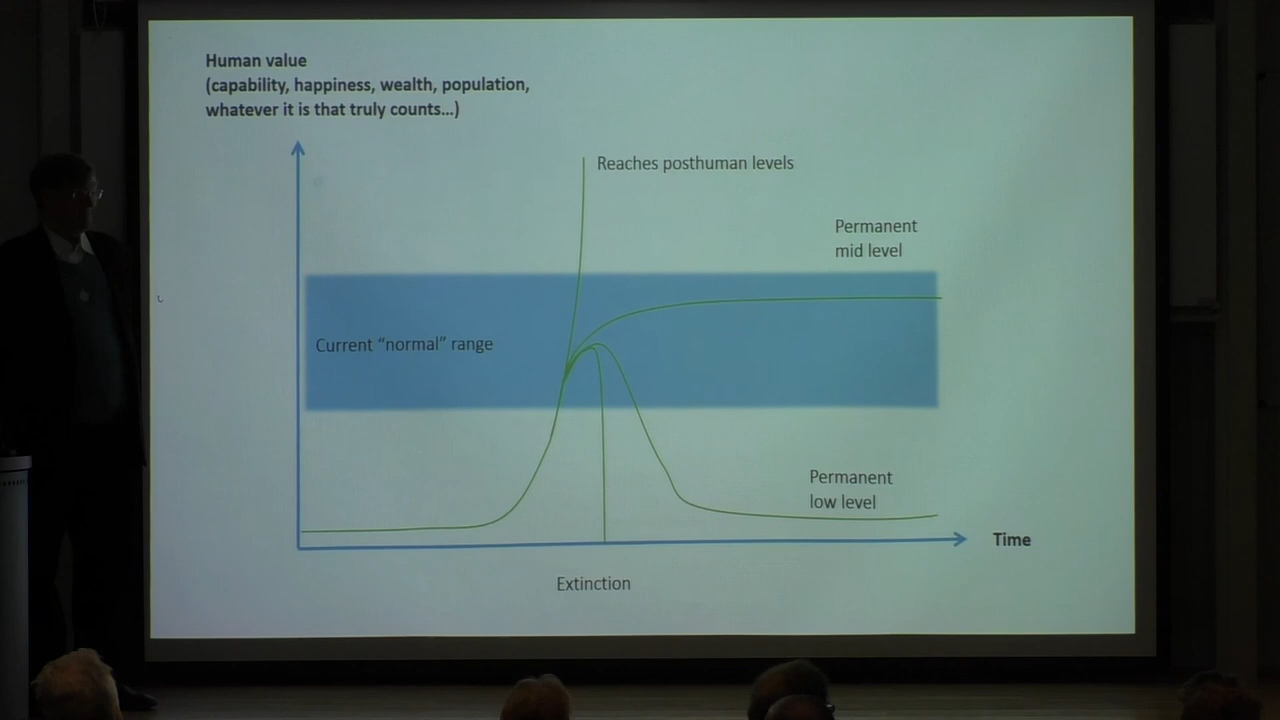 Human value
(capability, happiness, wealth, population,
whatever it is that truly counts...)
Reaches posthuman levels
Permanent
mid level
Current “normal” range
Permanent
low level
Time
Extinction